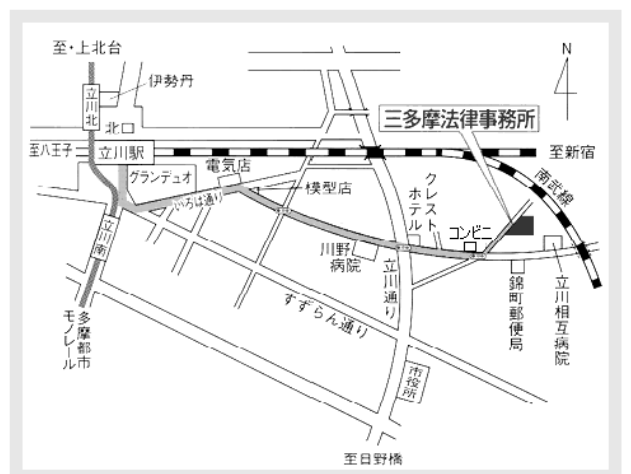 至・上北台
N
伊勢丹
立川北
北口
三多摩法律事務所
至八王子
立川駅
電気店
至新宿
グランデュオ
模型店
南武線
いろは通り
クレスト
ホテル
コンビニ
立川南
川野
病院
立川通り
すずらん通り
錦町郵便局
立川相互病院
多摩都市
モノレール
市役所
至日野橋